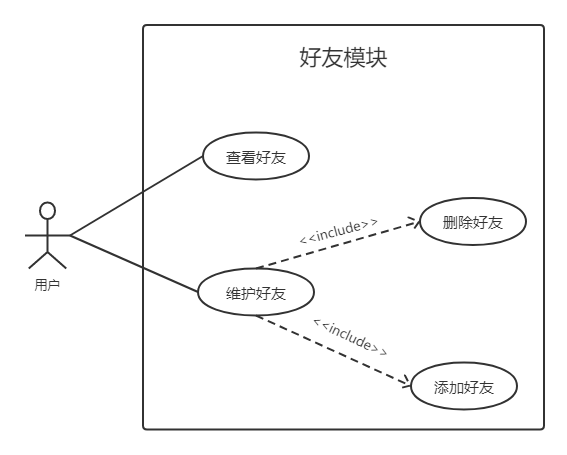 好友模块
查看好友
删除好友
<<include>>
用户
维护好友
<<include>>
添加好友